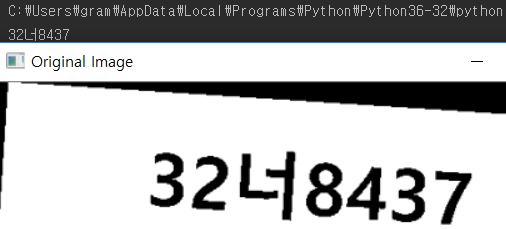 C:₩Users₩gram₩AppData₩Local₩Programs₩Python₩Python36-32₩python
32너8437
Original Image
32너8437